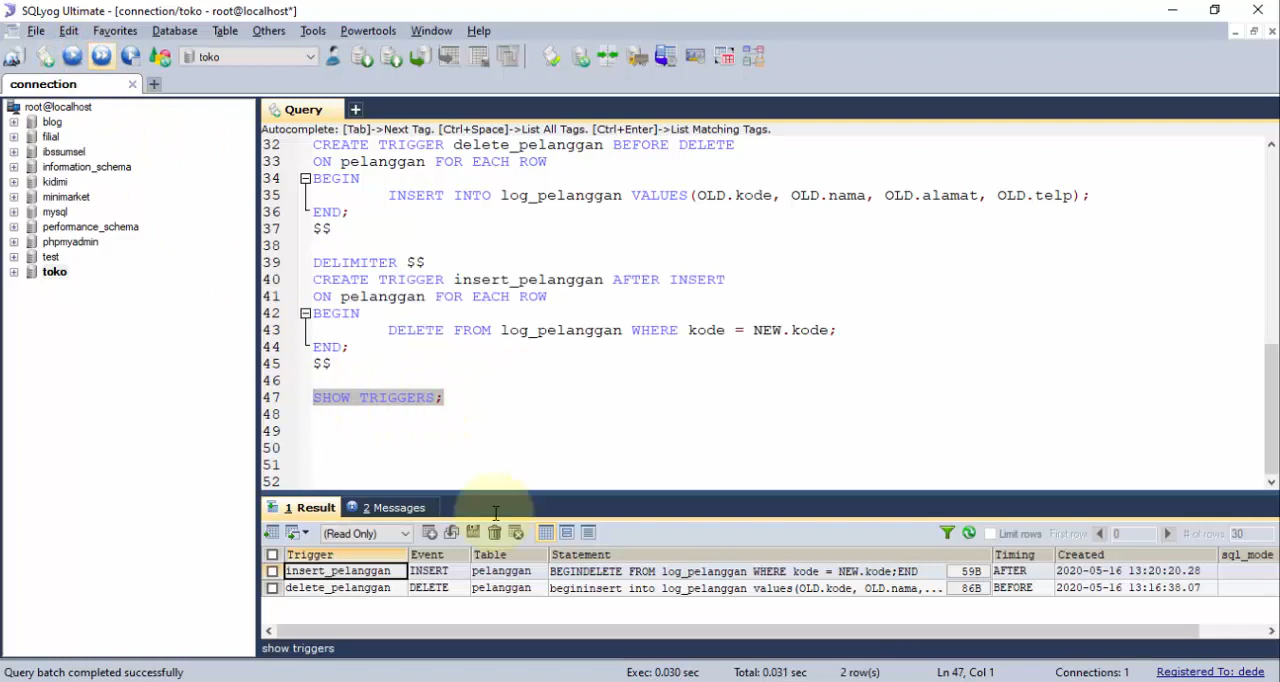 SQLyog Ultimate - [connection/toko - root@localhost*]
File Edit Favorites Database Table Others Tools Powertools Window Help
toko
connection
root@localhost
blog
filial
ibssumsel
information_schema
kidimi
minimarket
mysql
performance_schema
phpmyadmin
test
toko
Query
Autocomplete: [Tab]->Next Tag. [Ctrl+Space]->List All Tags. [Ctrl+Enter]->List Matching Tags.
32 CREATE TRIGGER delete_pelanggan BEFORE DELETE
33 ON pelanggan FOR EACH ROW
34 BEGIN
35 INSERT INTO log_pelanggan VALUES(OLD.kode, OLD.nama, OLD.alamat, OLD.telp);
36 END;
37 $$
38
39 DELIMITER $$
40 CREATE TRIGGER insert_pelanggan AFTER INSERT
41 ON pelanggan FOR EACH ROW
42 BEGIN
43 DELETE FROM log_pelanggan WHERE kode = NEW.kode;
44 END;
45 $$
46
47 SHOW TRIGGERS;
48
49
50
51
52
1 Result 2 Messages
(Read Only) Limit rows First row 0 # of rows 30
Trigger Event Table Statement Timing Created sql_mode
insert_pelanggan INSERT pelanggan BEGINDELETE FROM log_pelanggan WHERE kode = NEW.kode;END 59B AFTER 2020-05-16 13:20:20.28
delete_pelanggan DELETE pelanggan begininsert into log_pelanggan values(OLD.kode, OLD.nama,... 86B BEFORE 2020-05-16 13:16:38.07
show triggers
Query batch completed successfully Exec: 0.030 sec Total: 0.031 sec 2 row(s) Ln 47, Col 1 Connections: 1 Registered To: dede